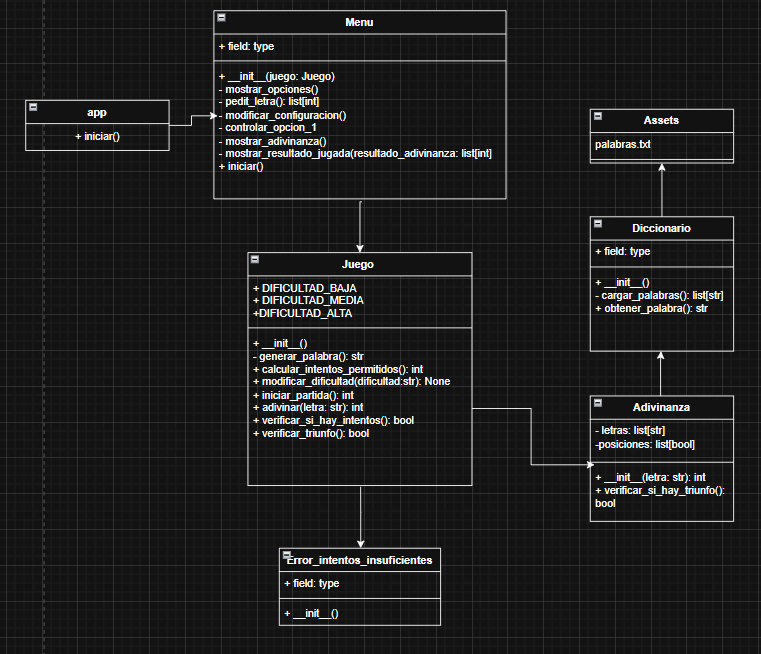 Menu
+ field: type
+ __init__(juego: Juego)
- mostrar_opciones()
- pedit_letra(): list[int]
- modificar_configuracion()
- controlar_opcion_1
- mostrar_adivinanza()
- mostrar_resultado_jugada(resultado_adivinanza: list[int]
+ iniciar()
app
+ iniciar()
Assets
palabras.txt
Diccionario
+ field: type
+ __init__()
- cargar_palabras(): list[str]
+ obtener_palabra(): str
Juego
+ DIFICULTAD_BAJA
+ DIFICULTAD_MEDIA
+DIFICULTAD_ALTA
+ __init__()
- generar_palabra(): str
+ calcular_intentos_permitidos(): int
+ modificar_dificultad(dificultad:str): None
+ iniciar_partida(): int
+ adivinar(letra: str): int
+ verificar_si_hay_intentos(): bool
+ verificar_triunfo(): bool
Adivinanza
- letras: list[str]
-posiciones: list[bool]
+ __init__(letra: str): int
+ verificar_si_hay_triunfo():
bool
Error_intentos_insuficientes
+ field: type
+ __init__()